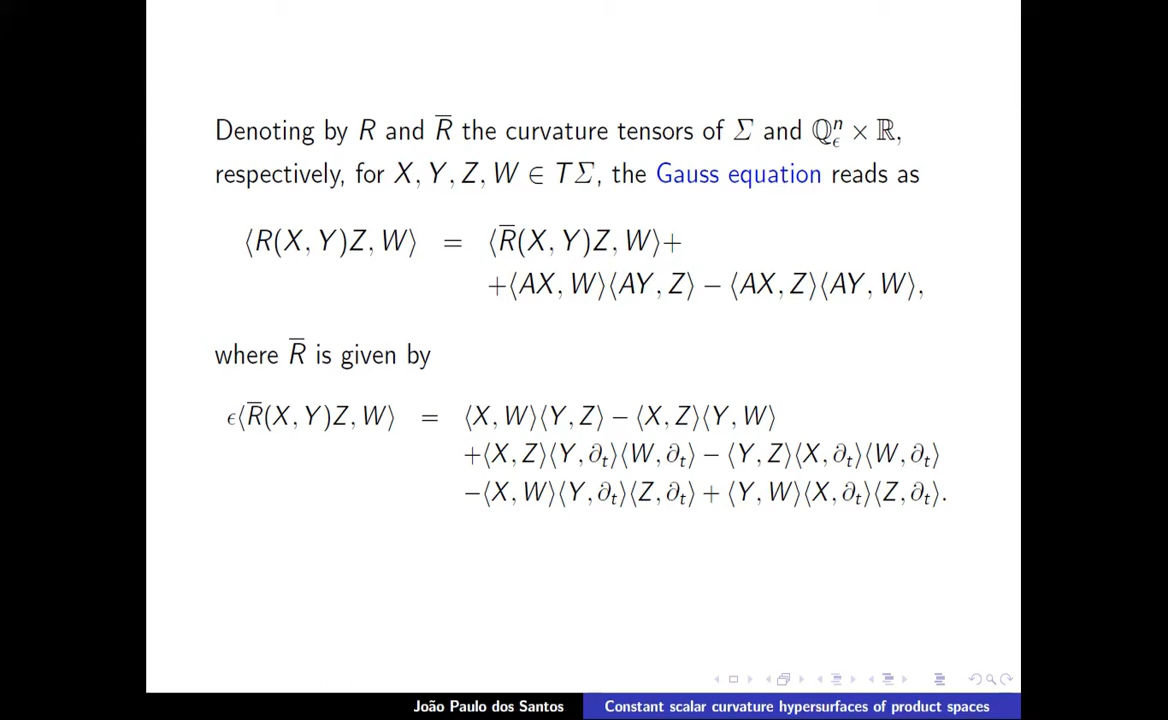 Denoting by R and R̅ the curvature tensors of Σ and ℚⁿ_ϵ × ℝ,
respectively, for X, Y, Z, W ∈ TΣ, the Gauss equation reads as
⟨R(X, Y)Z, W⟩ = ⟨R̅(X, Y)Z, W⟩+
+⟨AX, W⟩⟨AY, Z⟩ − ⟨AX, Z⟩⟨AY, W⟩,
where R̅ is given by
ϵ⟨R̅(X, Y)Z, W⟩ = ⟨X, W⟩⟨Y, Z⟩ − ⟨X, Z⟩⟨Y, W⟩
+⟨X, Z⟩⟨Y, ∂ₜ⟩⟨W, ∂ₜ⟩ − ⟨Y, Z⟩⟨X, ∂ₜ⟩⟨W, ∂ₜ⟩
−⟨X, W⟩⟨Y, ∂ₜ⟩⟨Z, ∂ₜ⟩ + ⟨Y, W⟩⟨X, ∂ₜ⟩⟨Z, ∂ₜ⟩.
João Paulo dos Santos Constant scalar curvature hypersurfaces of product spaces